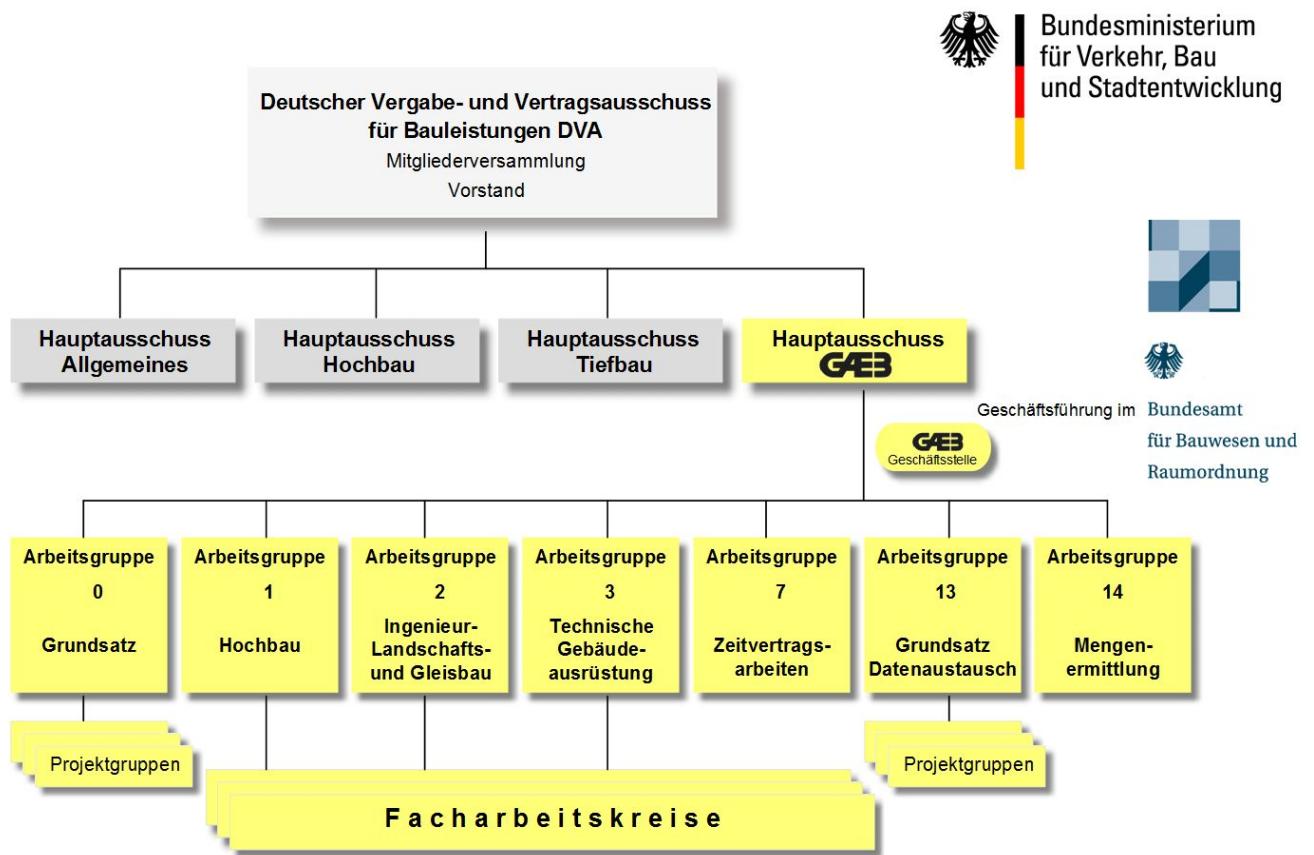 Bundesministerium
für Verkehr, Bau
und Stadtentwicklung
Deutscher Vergabe- und Vertragsausschuss
für Bauleistungen DVA
Mitgliederversammlung
Vorstand
Hauptausschuss
Allgemeines
Hauptausschuss
Hochbau
Hauptausschuss
Tiefbau
Hauptausschuss
GAEB
Geschäftsführung im
Bundesamt
für Bauwesen und
Raumordnung
GAEB
Geschäftsstelle
Arbeitsgruppe
0
Grundsatz
Arbeitsgruppe
1
Hochbau
Arbeitsgruppe
2
Ingenieur-
Landschafts-
und Gleisbau
Arbeitsgruppe
3
Technische
Gebäude-
ausrüstung
Arbeitsgruppe
7
Zeitvertrags-
arbeiten
Arbeitsgruppe
13
Grundsatz
Datenaustausch
Arbeitsgruppe
14
Mengen-
ermittlung
Projektgruppen
Projektgruppen
Facharbeitskreise